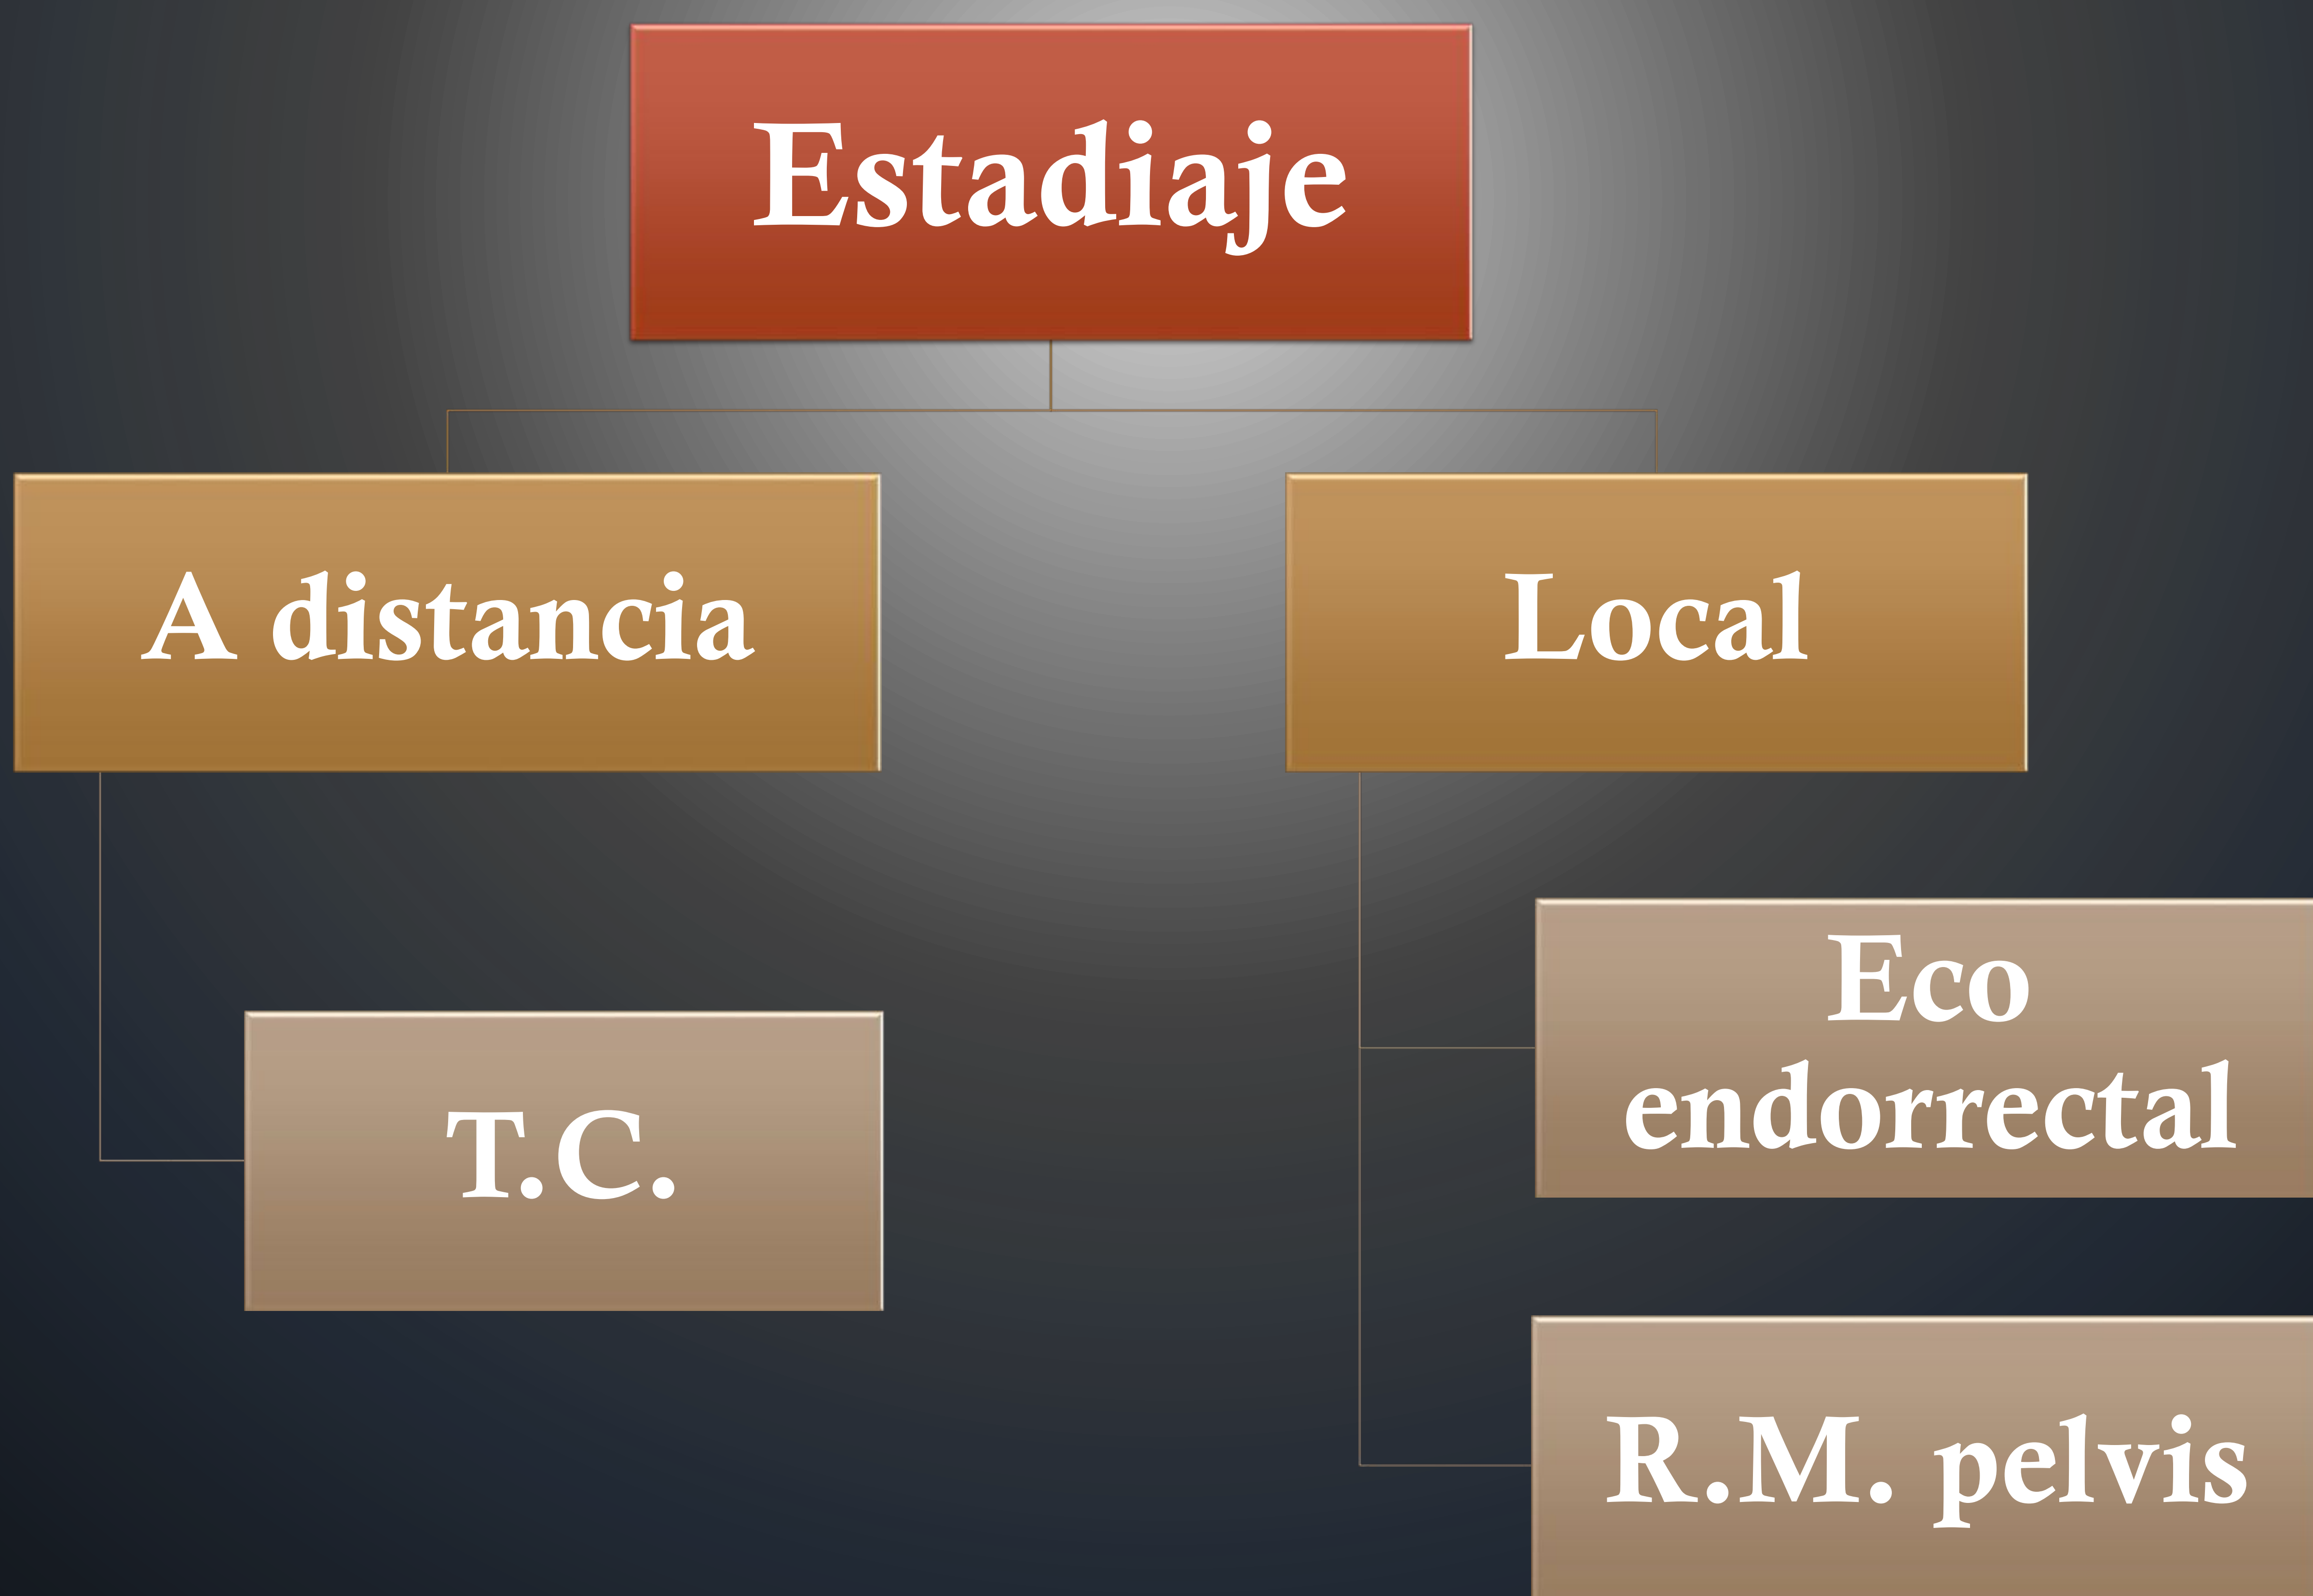 Estadiaje
A distancia
Local
T.C.
Eco
endorrectal
R.M. pelvis